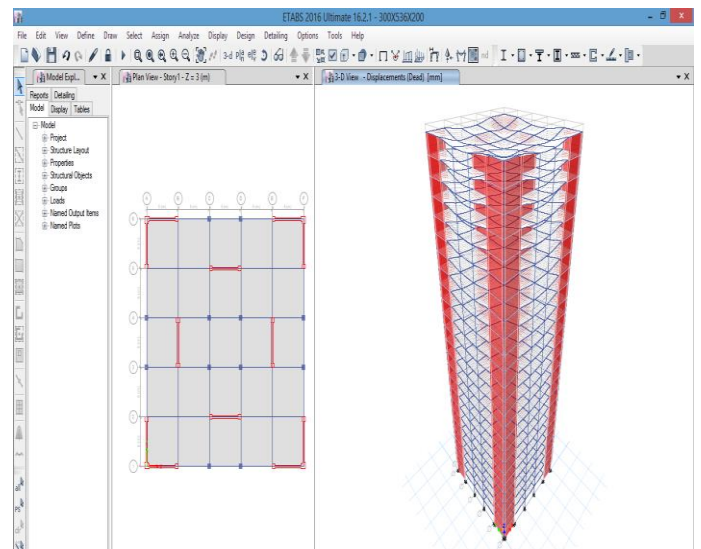 ETABS 2016 Ultimate 16.2.1 - 300X536X200
File Edit View Define Draw Select Assign Analyze Display Design Detailing Options Tools Help
3-d
Model Expl...
Plan View - Story1 - Z = 3 (m)
3-D View - Displacements (Dead) [mm]
Reports Detailing
Model Display Tables
Model
Project
Structure Layout
Properties
Structural Objects
Groups
Loads
Named Output Items
Named Plots